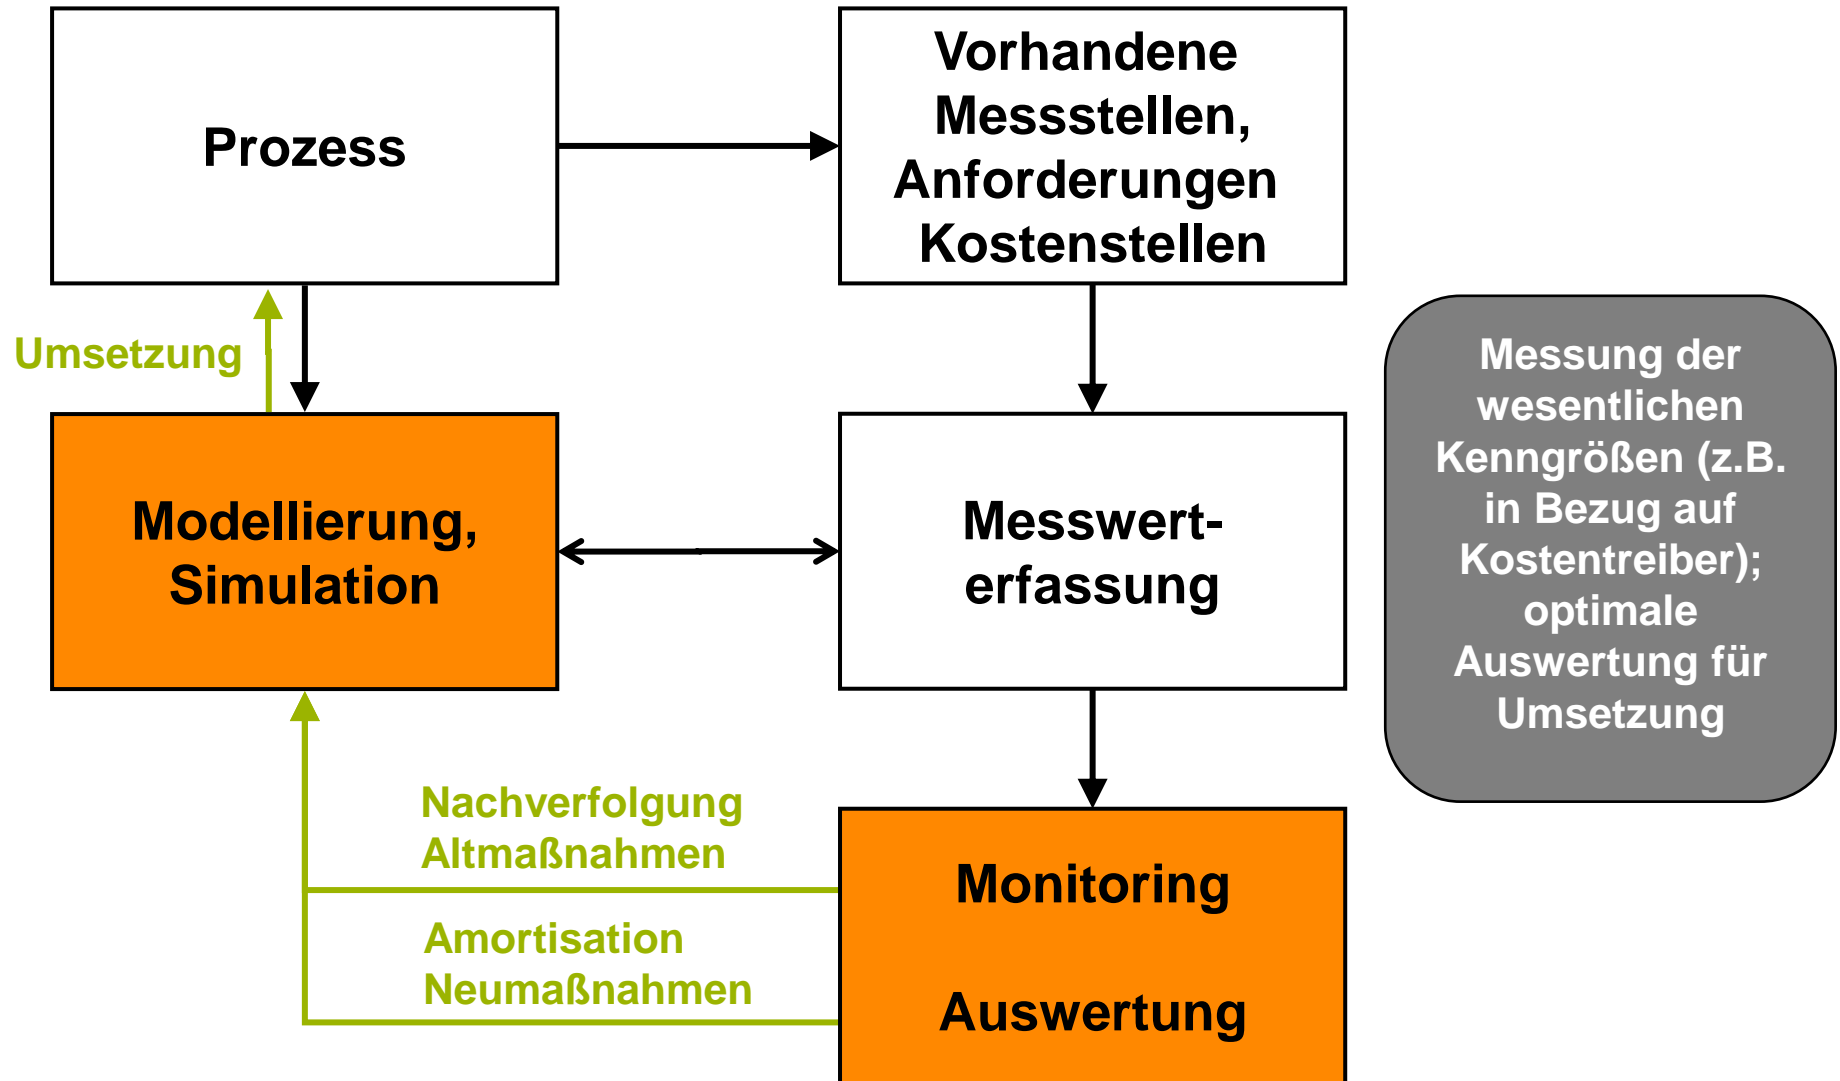 Prozess
Vorhandene
Messstellen,
Anforderungen
Kostenstellen
Umsetzung
Modellierung,
Simulation
Messwert-
erfassung
Messung der
wesentlichen
Kenngrößen (z.B.
in Bezug auf
Kostentreiber);
optimale
Auswertung für
Umsetzung
Nachverfolgung
Altmaßnahmen
Amortisation
Neumaßnahmen
Monitoring
Auswertung